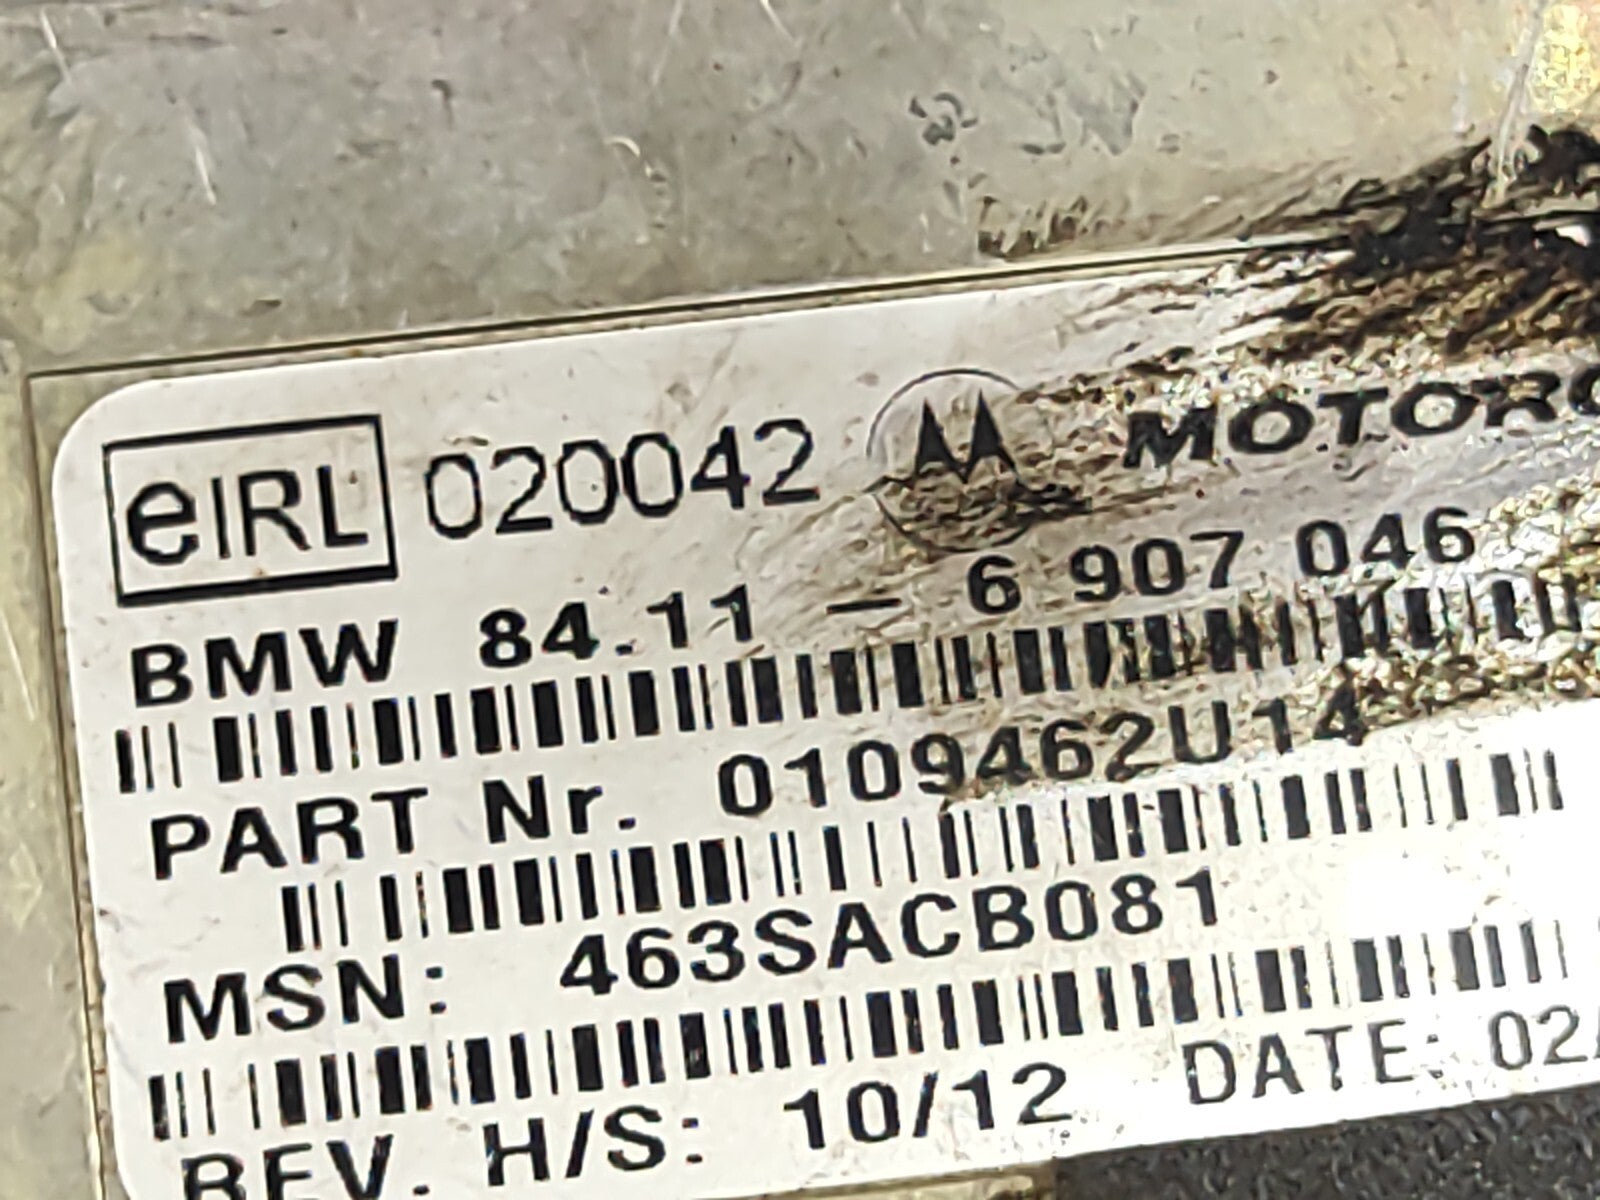 eIRL 020042 MOTORO
BMW 84.11 – 6 907 046
PART Nr. 0109462U14
MSN: 463SACB081
REV. H/S: 10/12 DATE: 02/